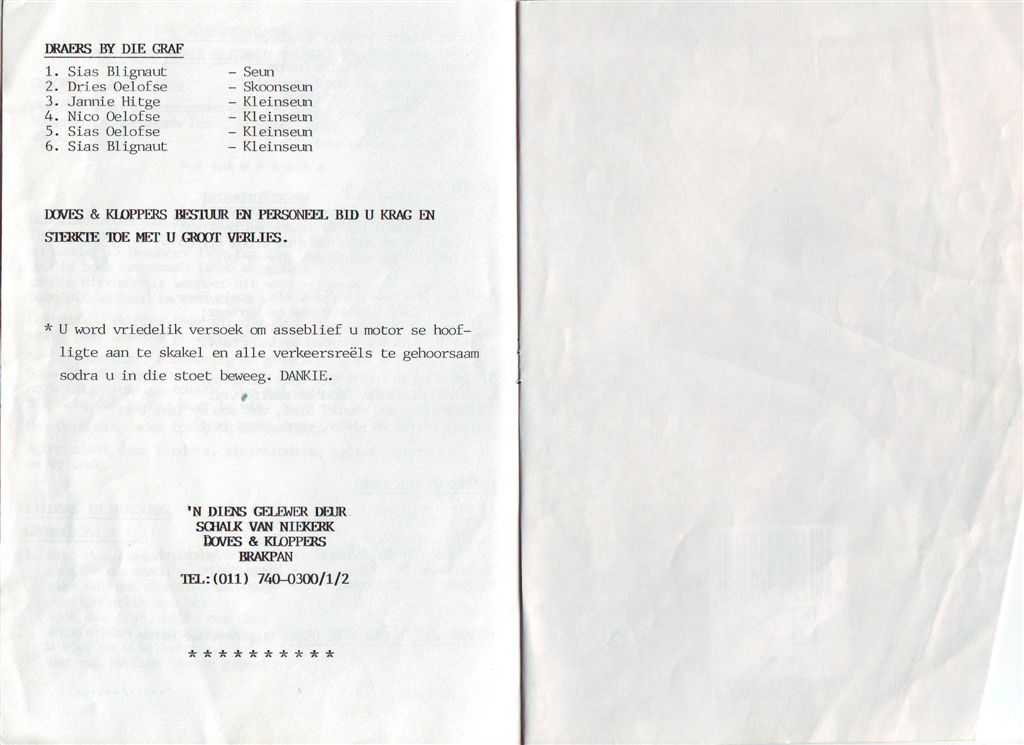 DRAERS BY DIE GRAF
1. Sias Blignaut - Seun
2. Dries Oelofse - Skoonseun
3. Jannie Hitge - Kleinseun
4. Nico Oelofse - Kleinseun
5. Sias Oelofse - Kleinseun
6. Sias Blignaut - Kleinseun
DOVES & KLOPPERS BESTUUR EN PERSONEEL BID U KRAG EN
STERKTE TOE MET U GROOT VERLIES.
* U word vriedelik versoek om asseblief u motor se hoof-
ligte aan te skakel en alle verkeersreëls te gehoorsaam
sodra u in die stoet beweeg. DANKIE.
'N DIENS GELEWER DEUR
SCHALK VAN NIEKERK
DOVES & KLOPPERS
BRAKPAN
TEL:(011) 740-0300/1/2
* * * * * * * * * *